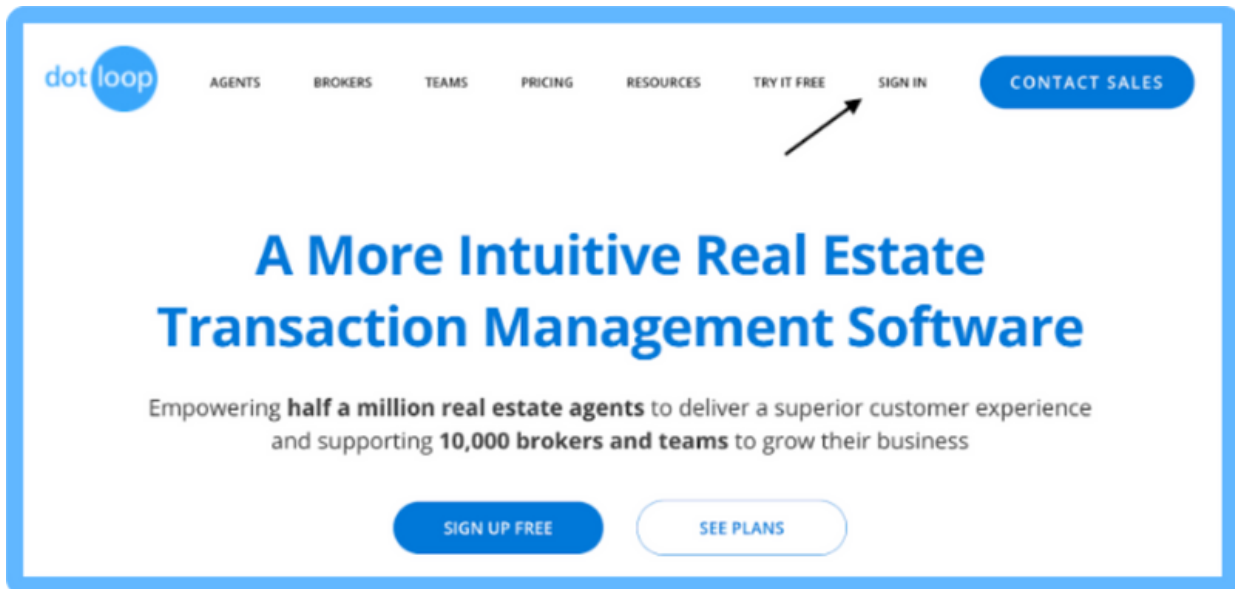 dot loop
AGENTS
BROKERS
TEAMS
PRICING
RESOURCES
TRY IT FREE
SIGN IN
CONTACT SALES
A More Intuitive Real Estate
Transaction Management Software
Empowering half a million real estate agents to deliver a superior customer experience
and supporting 10,000 brokers and teams to grow their business
SIGN UP FREE
SEE PLANS